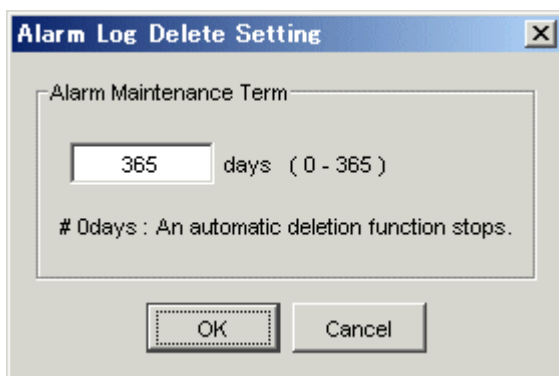 Alarm Log Delete Setting
Alarm Maintenance Term
365 days ( 0 - 365 )
# 0days : An automatic deletion function stops.
OK Cancel